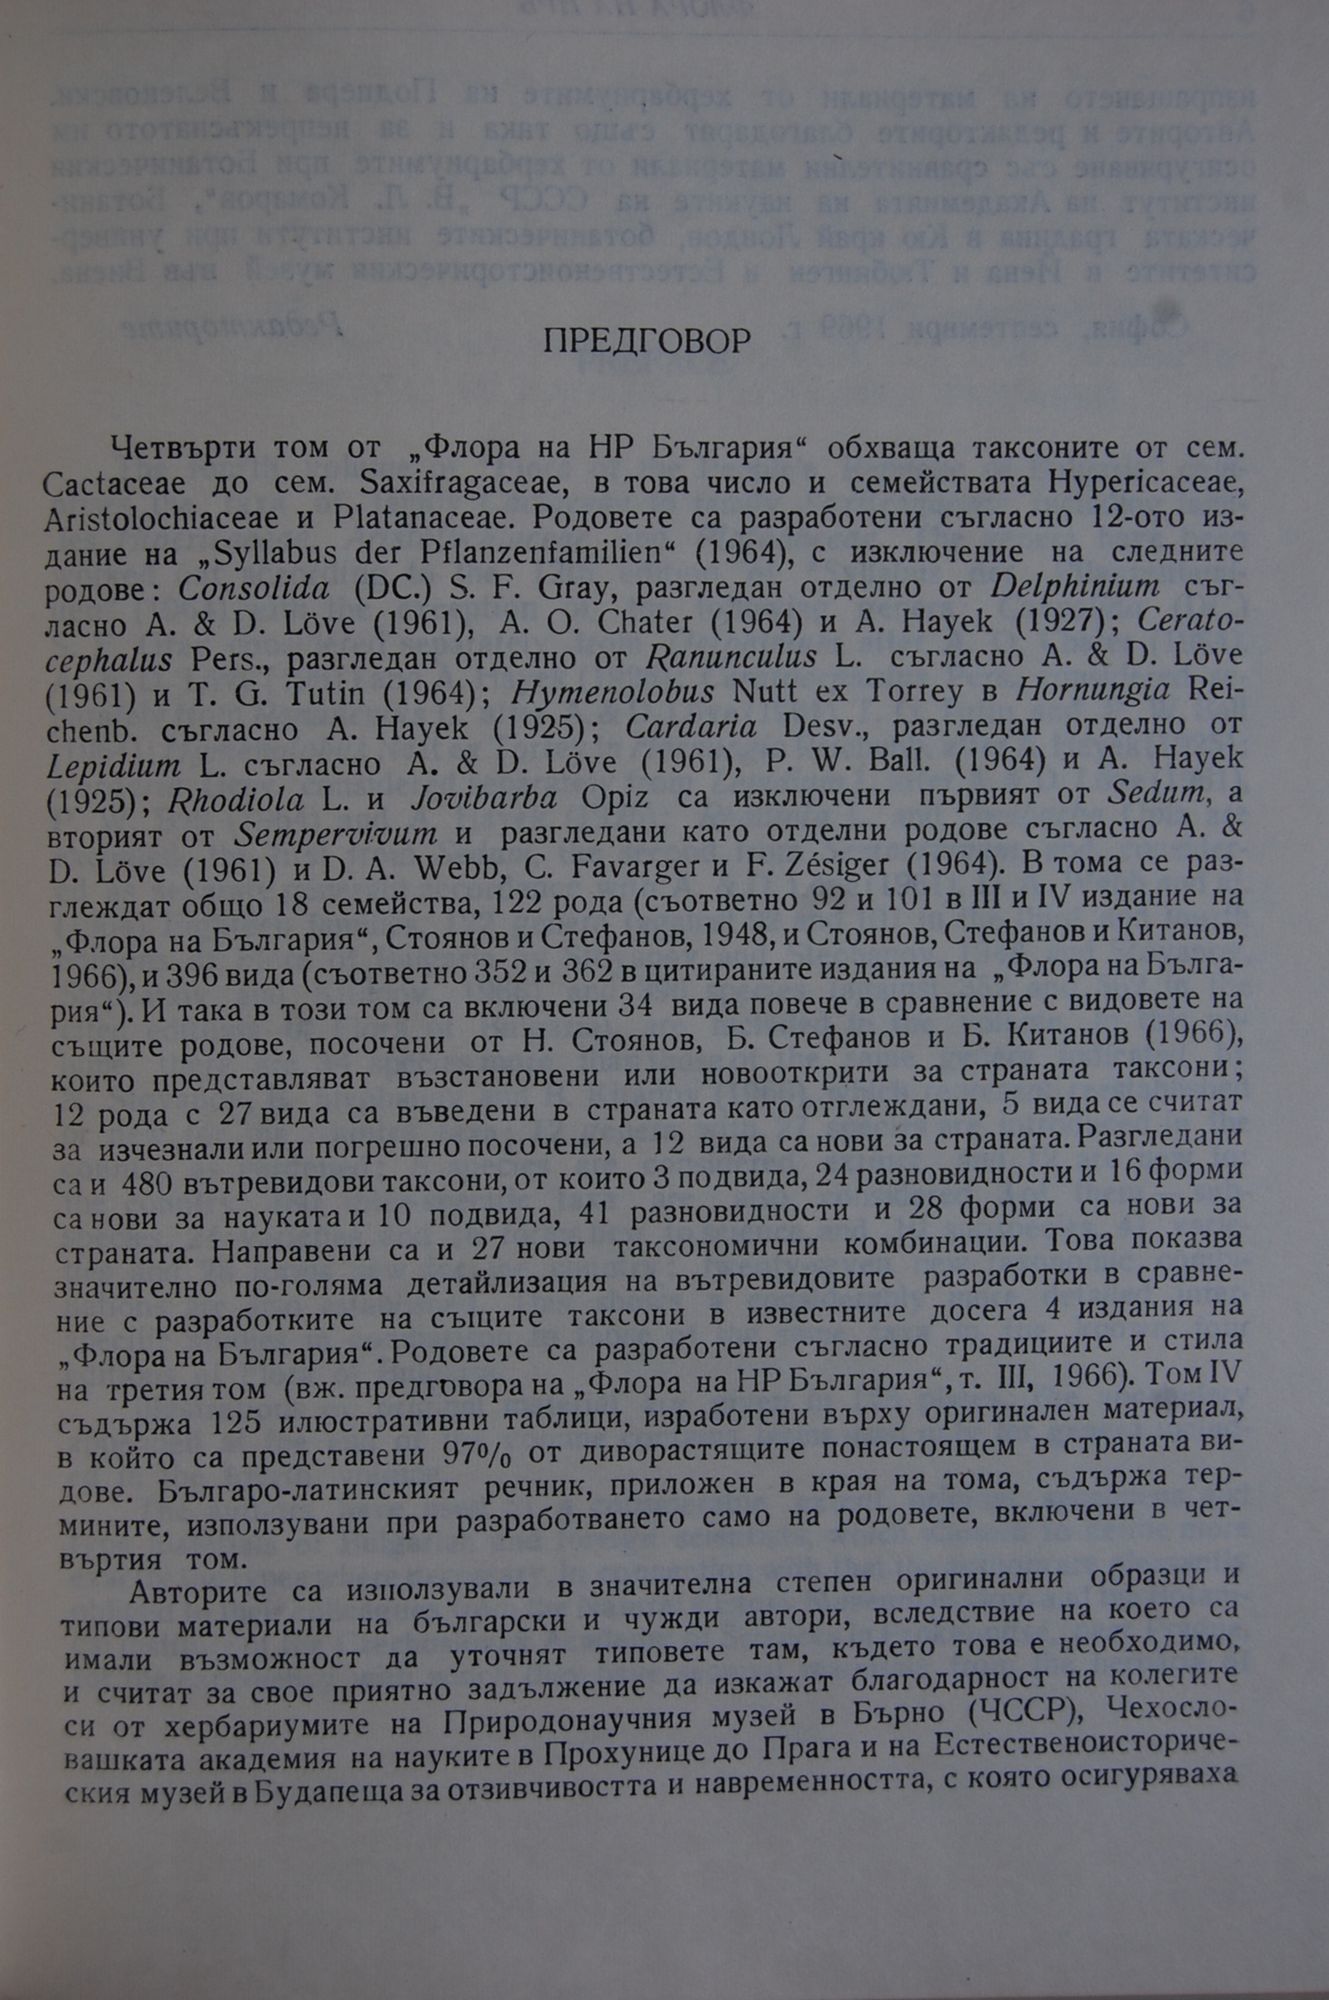 ПРЕДГОВОР
Четвърти том от „Флора на НР България“ обхваща таксоните от сем.
Cactaceae до сем. Saxifragaceae, в това число и семействата Hypericaceae,
Aristolochiaceae и Platanaceae. Родовете са разработени съгласно 12-ото из-
дание на „Syllabus der Pflanzenfamilien“ (1964), с изключение на следните
родове: Consolida (DC.) S. F. Gray, разгледан отделно от Delphinium съг-
ласно A. & D. Löve (1961), A. O. Chater (1964) и A. Hayek (1927); Cerato-
cephalus Pers., разгледан отделно от Ranunculus L. съгласно A. & D. Löve
(1961) и T. G. Tutin (1964); Hymenolobus Nutt ex Torrey в Hornungia Rei-
chenb. съгласно A. Hayek (1925); Cardaria Desv., разгледан отделно от
Lepidium L. съгласно A. & D. Löve (1961), P. W. Ball. (1964) и A. Hayek
(1925); Rhodiola L. и Jovibarba Opiz са изключени първият от Sedum, а
вторият от Sempervivum и разгледани като отделни родове съгласно A. &
D. Löve (1961) и D. A. Webb, C. Favarger и F. Zésiger (1964). В тома се раз-
глеждат общо 18 семейства, 122 рода (съответно 92 и 101 в III и IV издание на
„Флора на България“, Стоянов и Стефанов, 1948, и Стоянов, Стефанов и Китанов,
1966), и 396 вида (съответно 352 и 362 в цитираните издания на „Флора на Бълга-
рия“). И така в този том са включени 34 вида повече в сравнение с видовете на
същите родове, посочени от Н. Стоянов, Б. Стефанов и Б. Китанов (1966),
които представляват възстановени или новооткрити за страната таксони;
12 рода с 27 вида са въведени в страната като отглеждани, 5 вида се считат
за изчезнали или погрешно посочени, а 12 вида са нови за страната. Разгледани
са и 480 вътревидови таксони, от които 3 подвида, 24 разновидности и 16 форми
са нови за науката и 10 подвида, 41 разновидности и 28 форми са нови за
страната. Направени са и 27 нови таксономични комбинации. Това показва
значително по-голяма детайлизация на вътревидовите разработки в сравне-
ние с разработките на същите таксони в известните досега 4 издания на
„Флора на България“. Родовете са разработени съгласно традициите и стила
на третия том (вж. предговора на „Флора на НР България“, т. III, 1966). Том IV
съдържа 125 илюстративни таблици, изработени върху оригинален материал,
в който са представени 97% от диворастящите понастоящем в страната ви-
дове. Българо-латинският речник, приложен в края на тома, съдържа тер-
мините, използувани при разработването само на родовете, включени в чет-
въртия том.
Авторите са използували в значителна степен оригинални образци и
типови материали на български и чужди автори, вследствие на което са
имали възможност да уточнят типовете там, където това е необходимо,
и считат за свое приятно задължение да изкажат благодарност на колегите
си от хербариумите на Природонаучния музей в Бърно (ЧССР), Чехосло-
вашката академия на науките в Прохунице до Прага и на Естественоисториче-
ския музей в Будапеща за отзивчивостта и навременността, с която осигуряваха